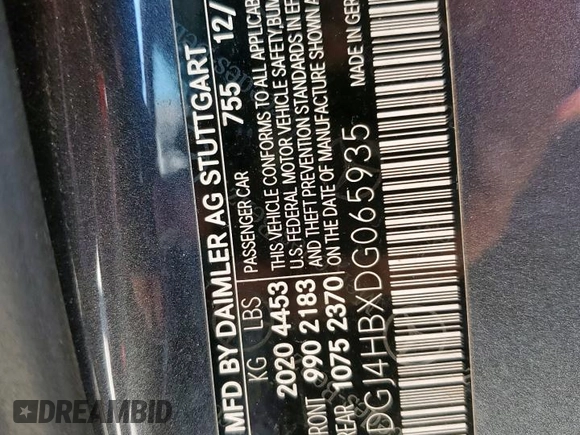 MFD BY DAIMLER AG STUTTGART 12/
KG LBS PASSENGER CAR 755
2020 4453 THIS VEHICLE CONFORMS TO ALL APPLICABLE
U.S. FEDERAL MOTOR VEHICLE SAFETY, BUM
FRONT 990 2183 AND THEFT PREVENTION STANDARDS IN EF
REAR 1075 2370 ON THE DATE OF MANUFACTURE SHOWN A
MADE IN GER
DGJ4HBXDG065935
DREAMBID